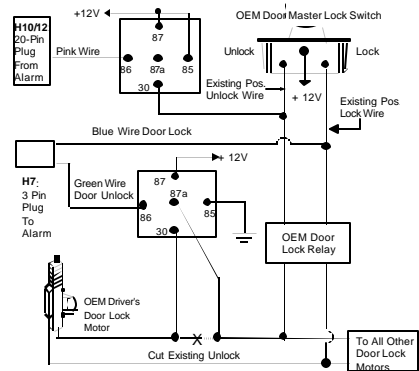 H10/12
20-Pin
Plug
From
Alarm
+12V
Pink Wire
87
86
87a
85
30
OEM Door Master Lock Switch
Unlock
Lock
+ 12V
Existing Pos.
Unlock Wire
Existing Pos.
Lock Wire
Blue Wire Door Lock
H7:
3 Pin
Plug
To
Alarm
Green Wire
Door Unlock
+ 12V
87
87a
86
85
30
OEM Door
Lock Relay
OEM Driver's
Door Lock
Motor
X
Cut Existing Unlock
To All Other
Door Lock
Motors